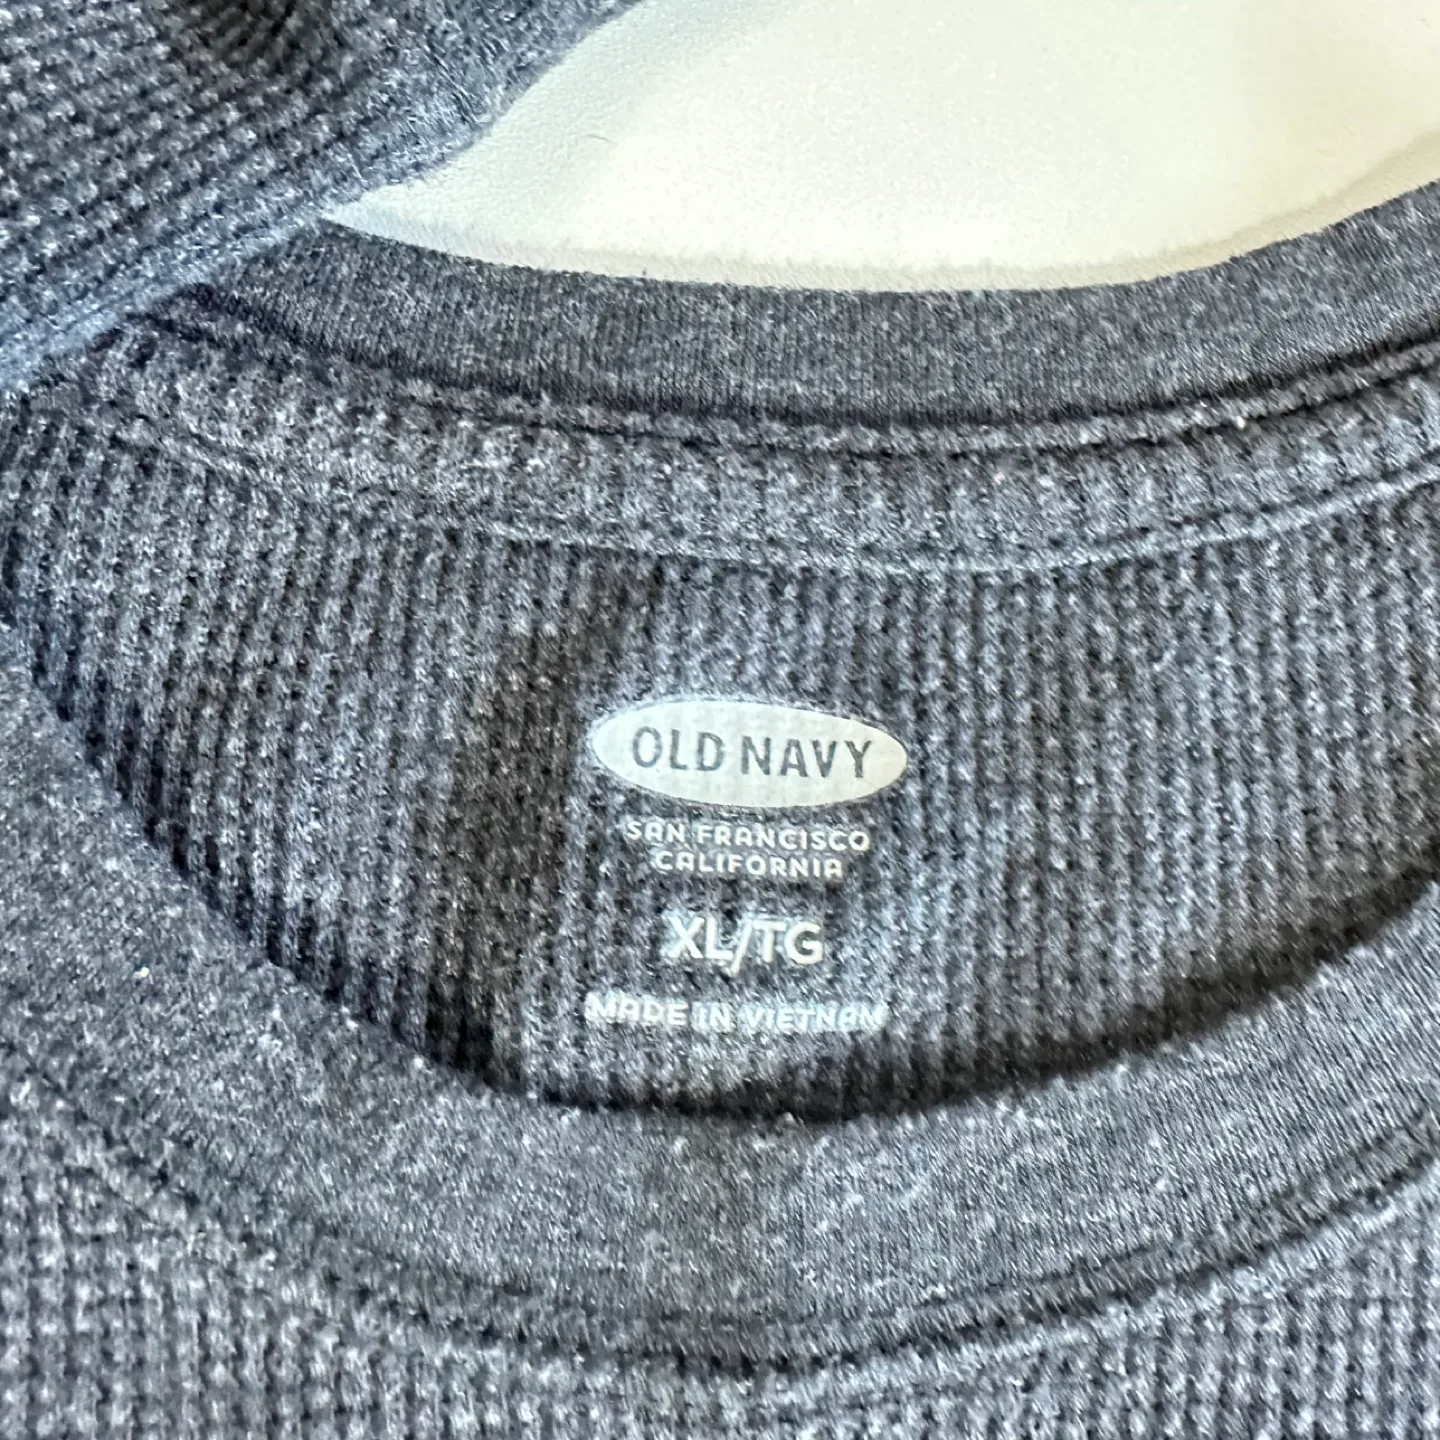 OLD NAVY
SAN FRANCISCO
CALIFORNIA
XL/TG
MADE IN VIETNAM